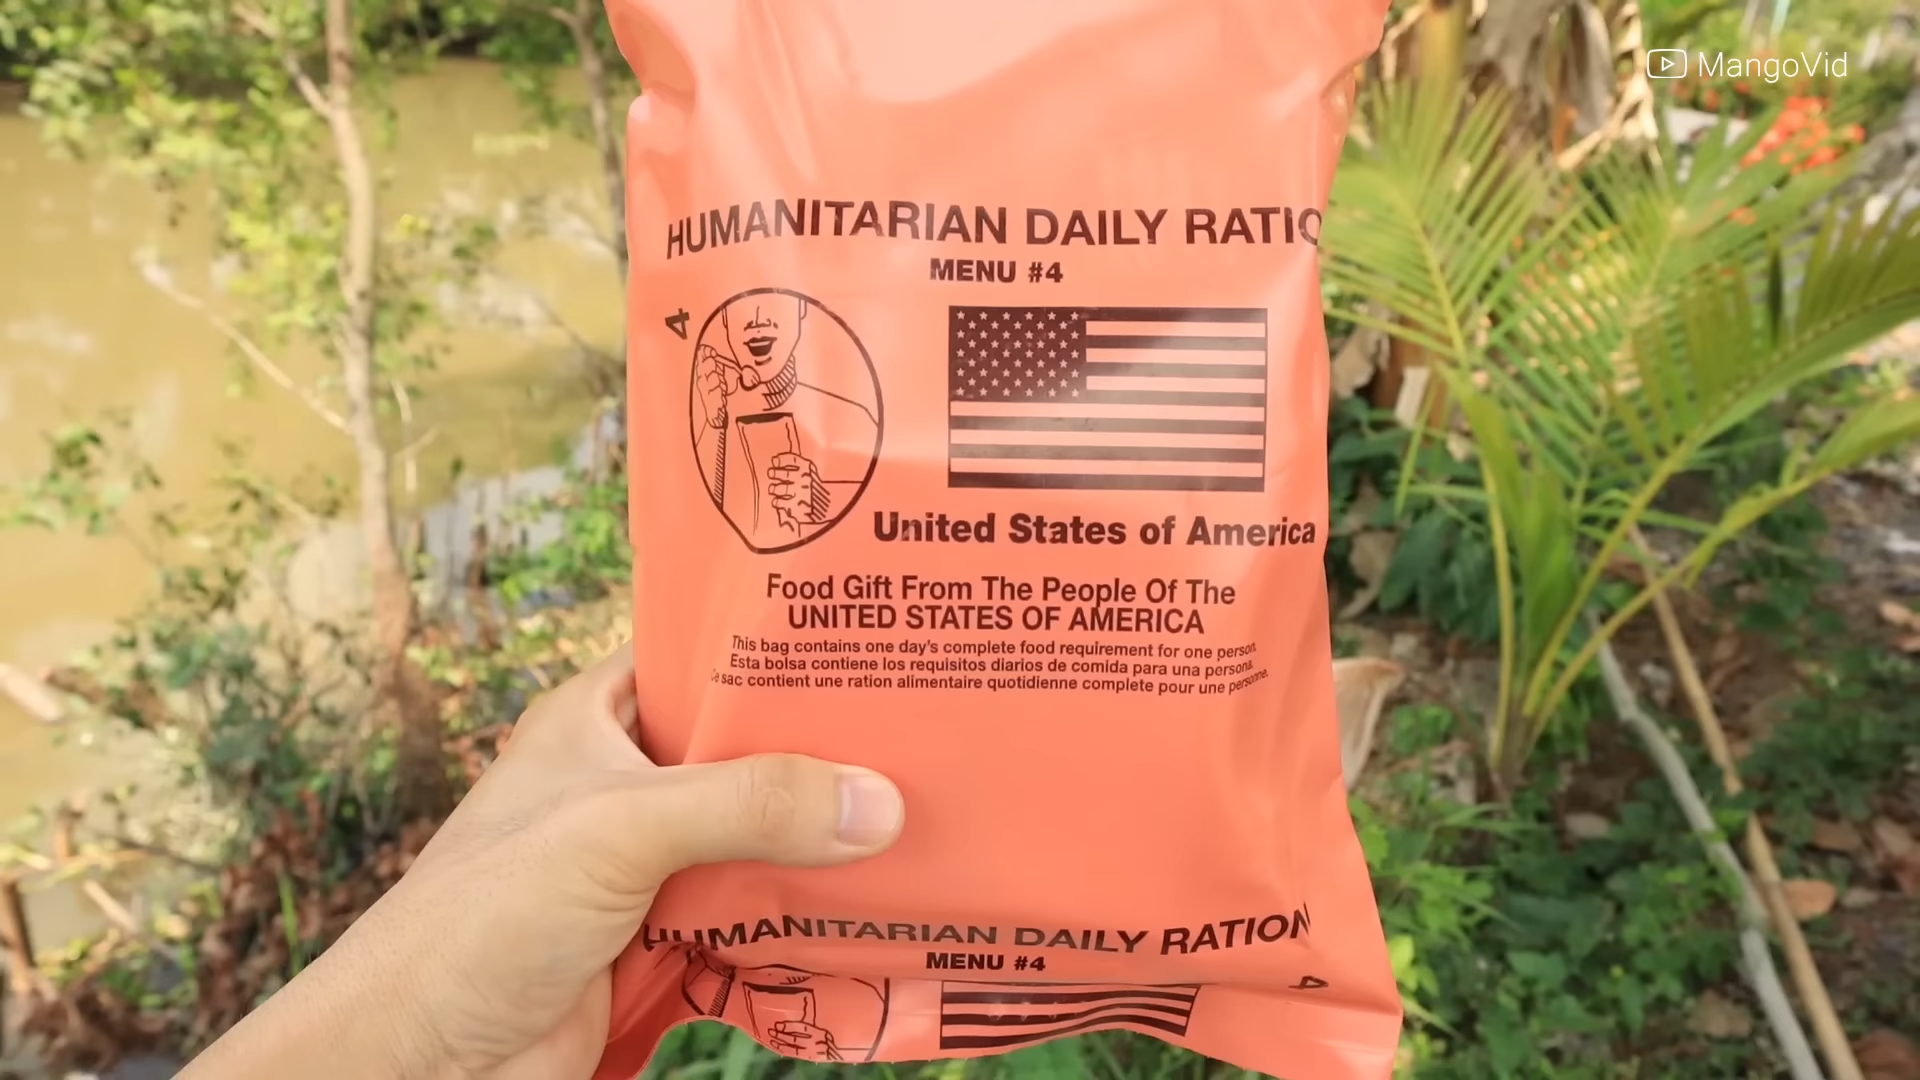 MangoVid
HUMANITARIAN DAILY RATIO
MENU #4
4
United States of America
Food Gift From The People Of The
UNITED STATES OF AMERICA
This bag contains one day's complete food requirement for one person.
Esta bolsa contiene los requisitos diarios de comida para una persona.
Ce sac contient une ration alimentaire quotidienne complete pour une personne.
HUMANITARIAN DAILY RATION
MENU #4
4